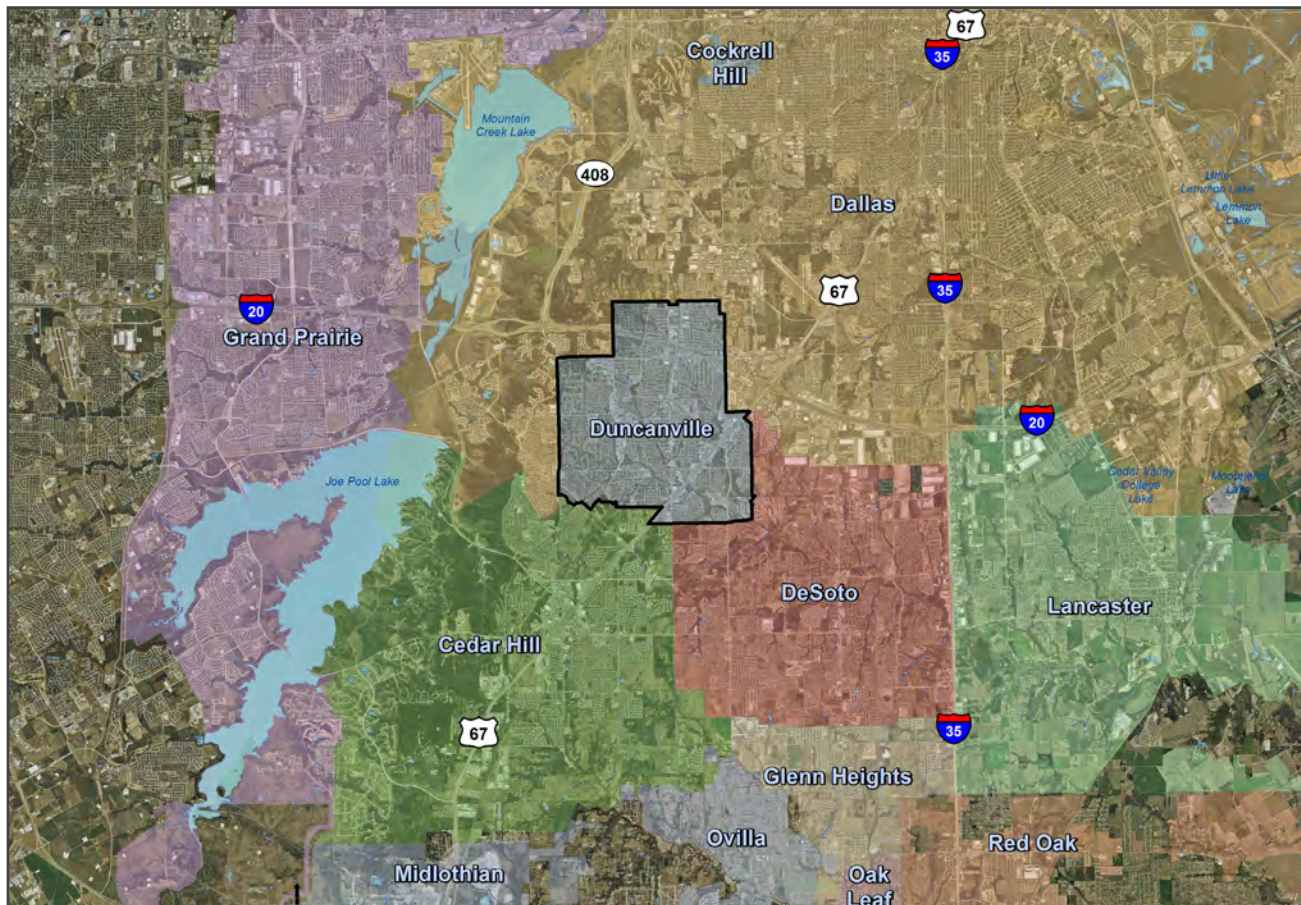 67
Cockrell
Hill
35
Mountain
Creek Lake
408
Little
Lemmon Lake
Lemmon
Lake
Dallas
67
35
20
Grand Prairie
Duncanville
20
Joe Pool Lake
Cedar Valley
College
Lake
DeSoto
Lancaster
Cedar Hill
67
35
Glenn Heights
Ovilla
Red Oak
Midlothian
Oak
Leaf